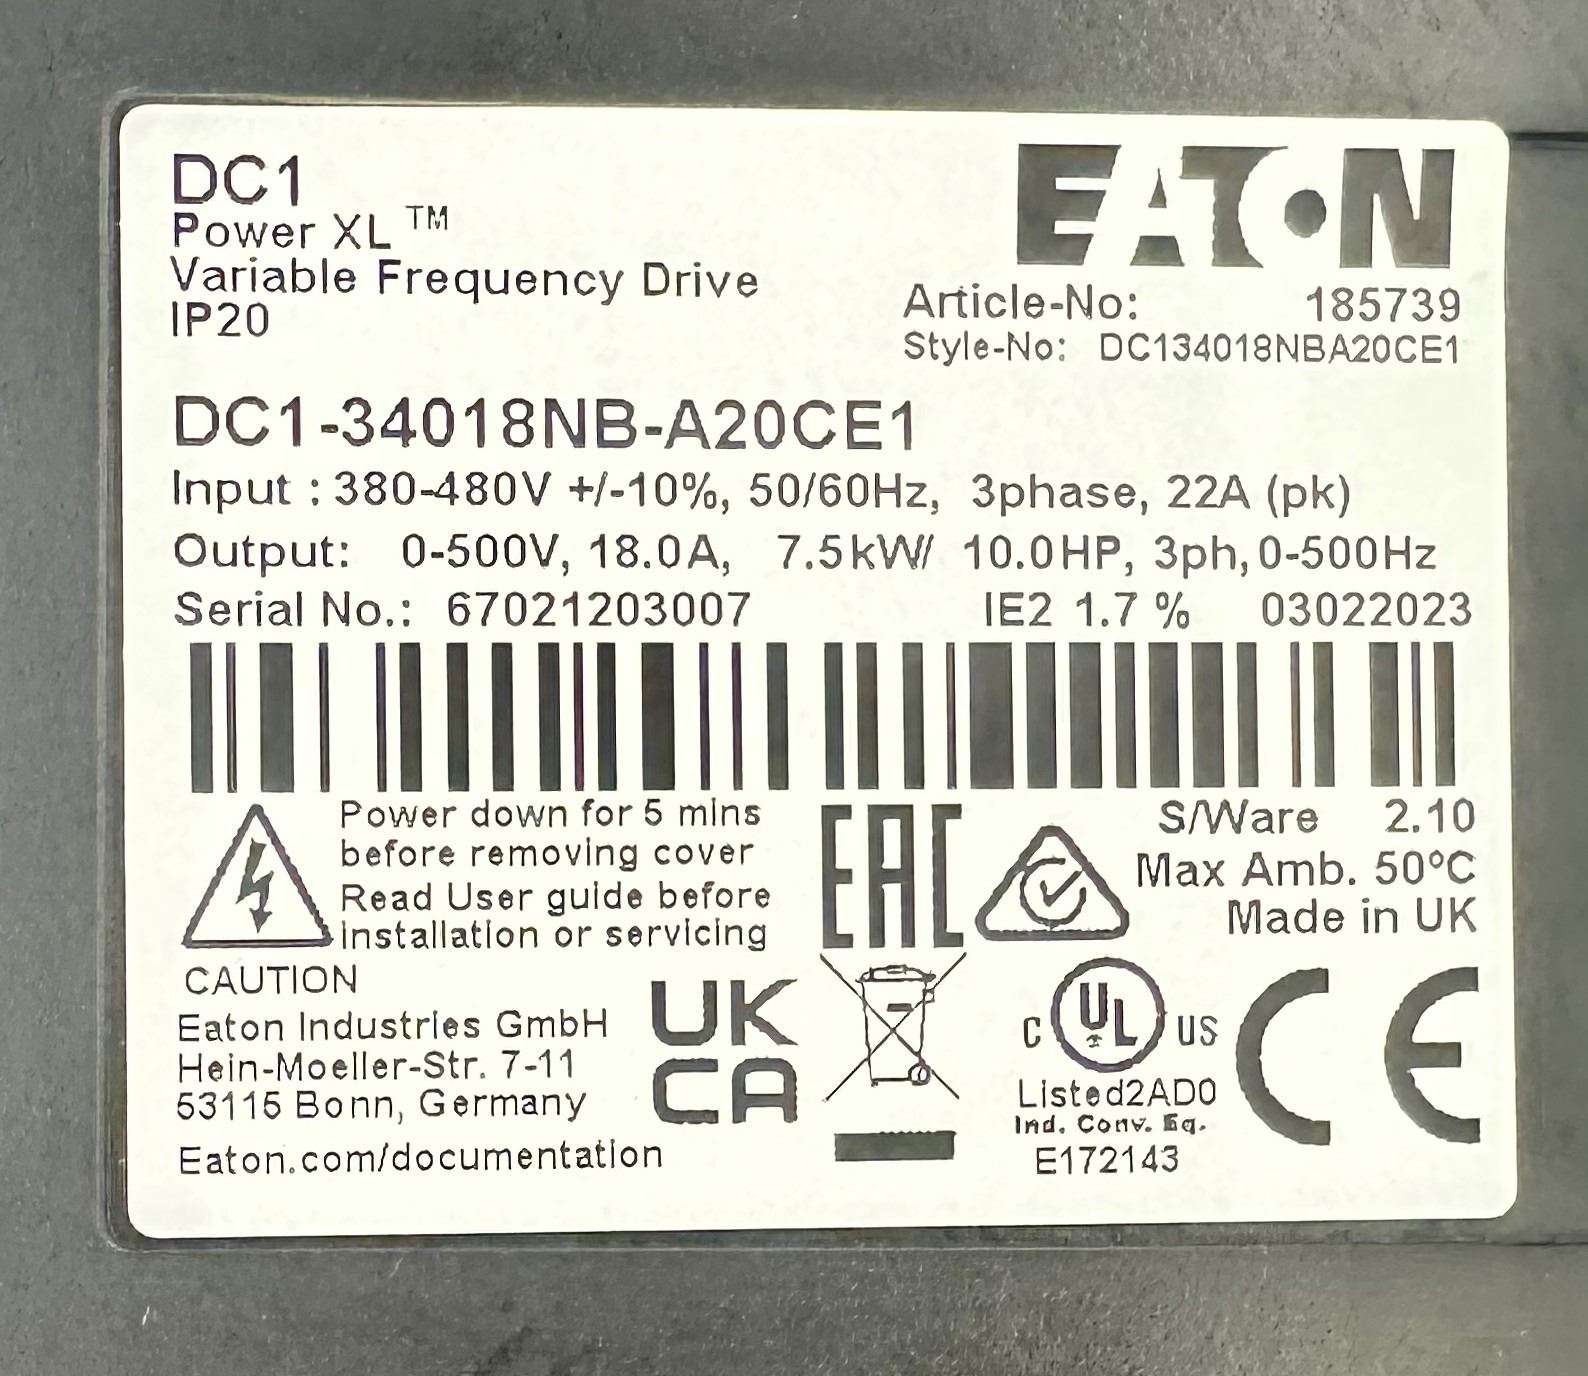 DC1
Power XL™
Variable Frequency Drive
IP20
EATON
Article-No: 185739
Style-No: DC134018NBA20CE1
DC1-34018NB-A20CE1
Input : 380-480V +/-10%, 50/60Hz, 3phase, 22A (pk)
Output: 0-500V, 18.0A, 7.5kW/ 10.0HP, 3ph, 0-500Hz
Serial No.: 67021203007 IE2 1.7 % 03022023
Power down for 5 mins
before removing cover
Read User guide before
installation or servicing
CAUTION
EAC
S/Ware 2.10
Max Amb. 50°C
Made in UK
Eaton Industries GmbH
Hein-Moeller-Str. 7-11
53115 Bonn, Germany
Eaton.com/documentation
UK
CA
C UL US
Listed2AD0
Ind. Conv. Eq.
E172143
CE